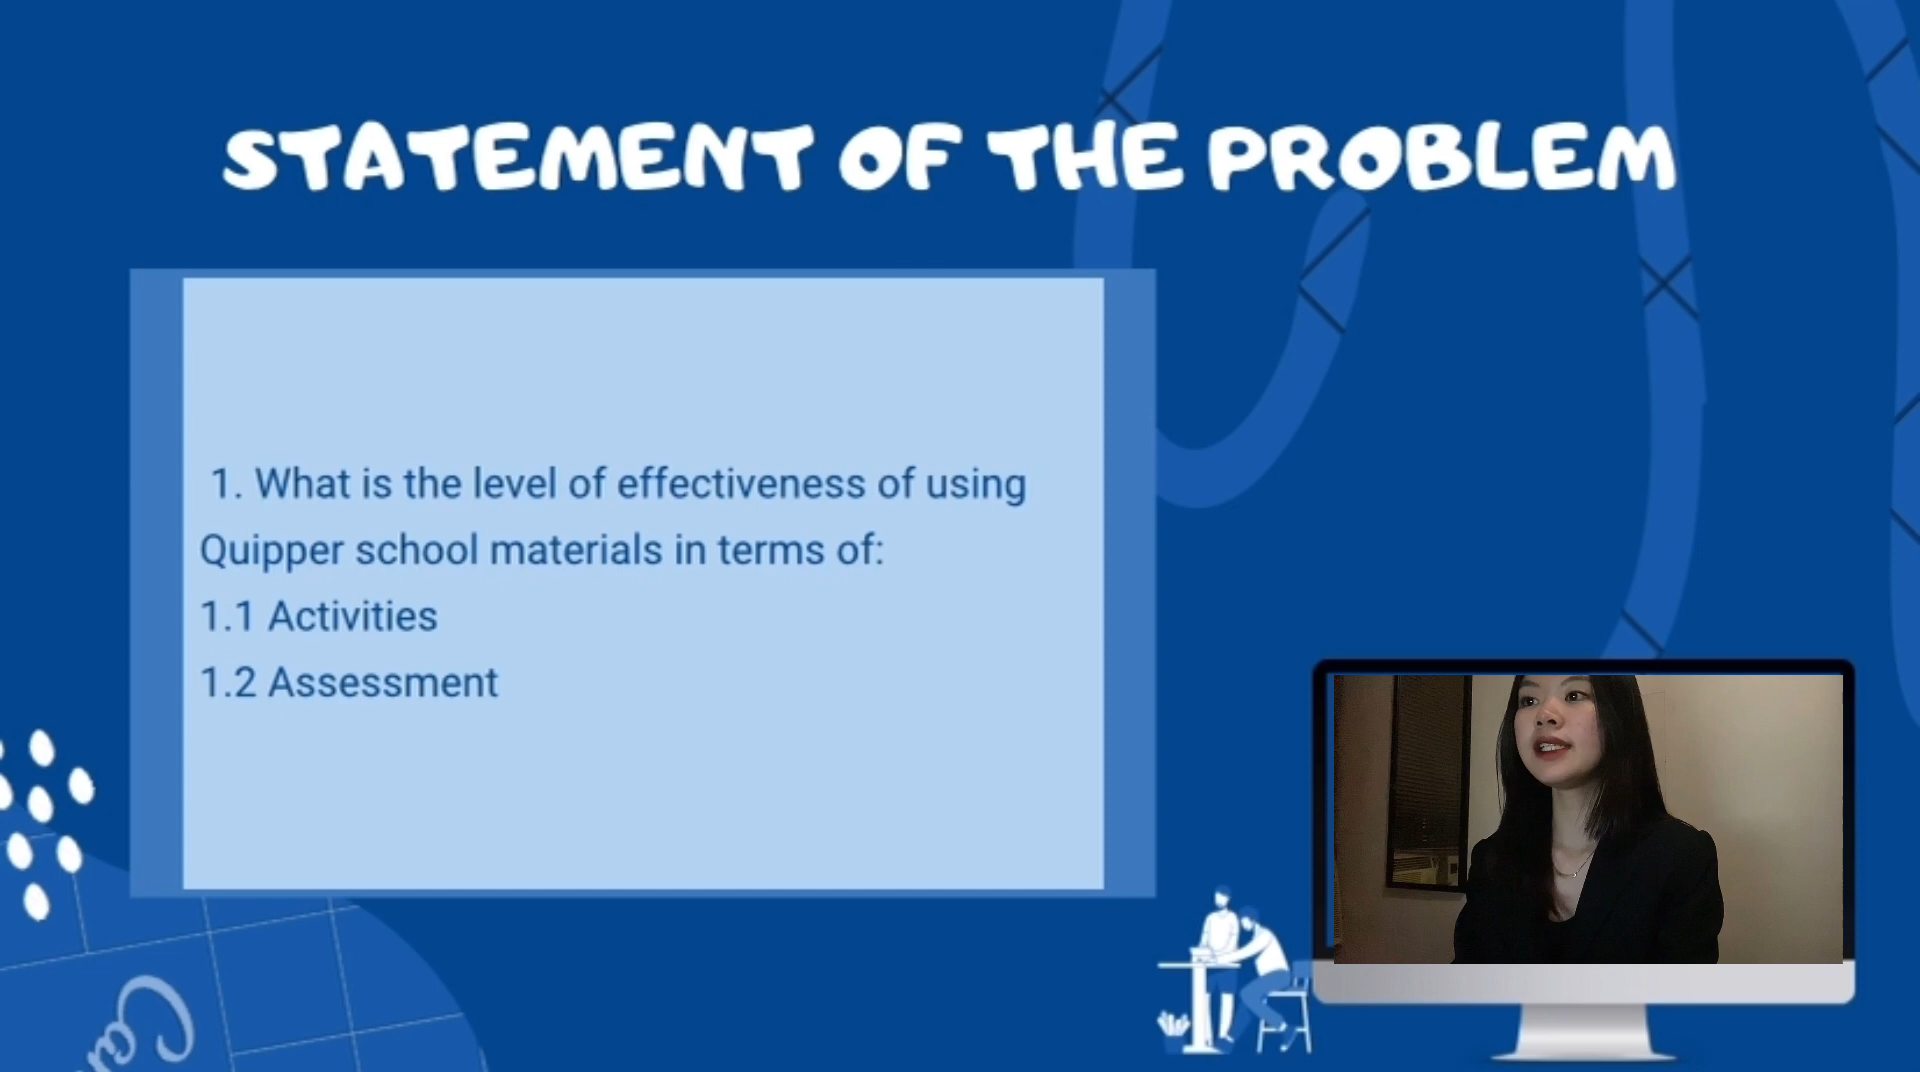 STATEMENT OF THE PROBLEM
1. What is the level of effectiveness of using
Quipper school materials in terms of:
1.1 Activities
1.2 Assessment